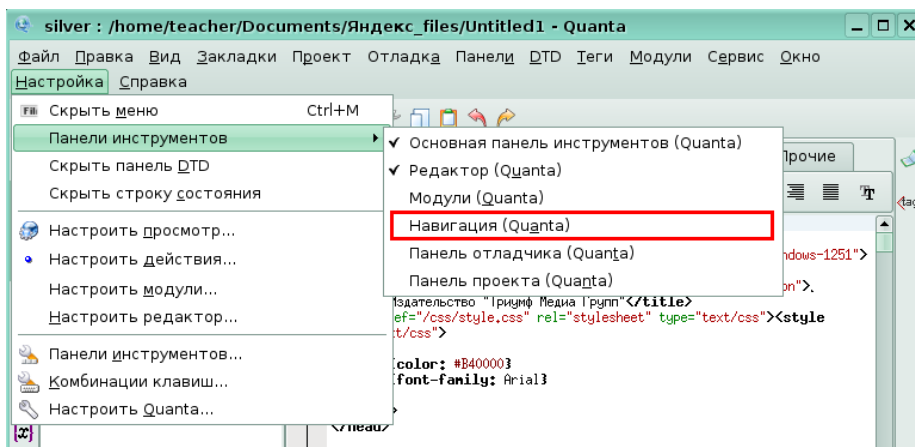 silver : /home/teacher/Documents/Яндекс_files/Untitled1 - Quanta
Файл Правка Вид Закладки Проект Отладка Панели DTD Теги Модули Сервис Окно
Настройка Справка
Скрыть меню Ctrl+M
Панели инструментов
Скрыть панель DTD
Скрыть строку состояния
Настроить просмотр...
Настроить действия...
Настроить модули...
Настроить редактор...
Панели инструментов...
Комбинации клавиш...
Настроить Quanta...
Основная панель инструментов (Quanta)
Редактор (Quanta)
Модули (Quanta)
Навигация (Quanta)
Панель отладчика (Quanta)
Панель проекта (Quanta)
Прочие
ndows-1251">
on">.
Издательство "Триумф Медиа Групп"</title>
ef="/css/style.css" rel="stylesheet" type="text/css"><style
t/css">
{color: #B40000}
{font-family: Arial}
</head>